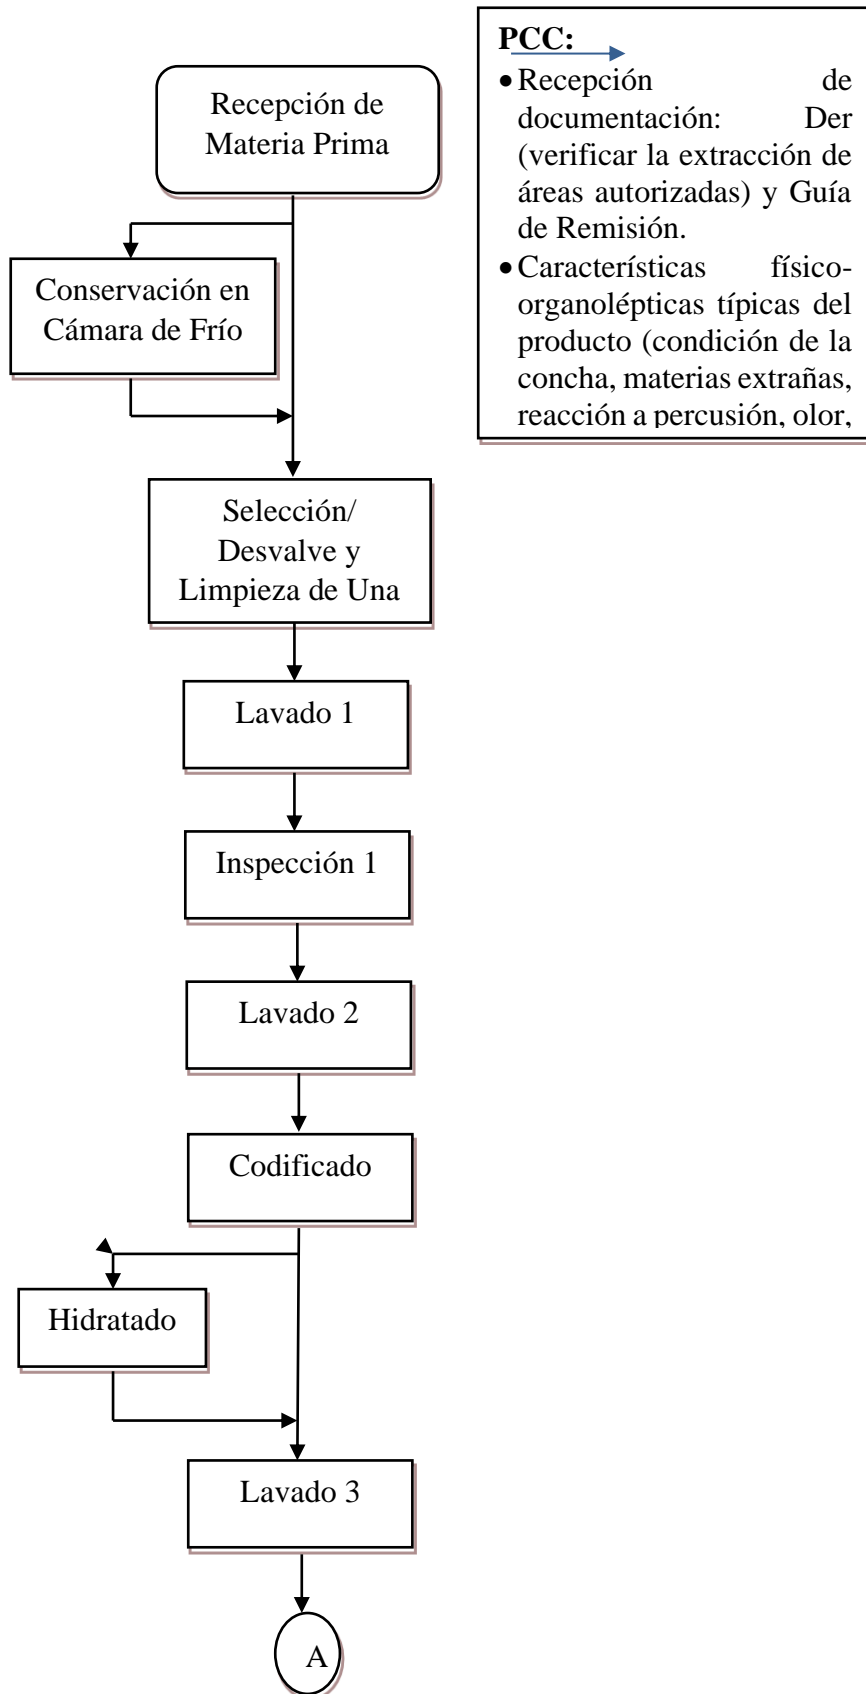 Recepción de
Materia Prima
PCC:
•Recepción de
documentación: Der
(verificar la extracción de
áreas autorizadas) y Guía
de Remisión.
•Características físico-
organolépticas típicas del
producto (condición de la
concha, materias extrañas,
reacción a percusión, olor,
Conservación en
Cámara de Frío
Selección/
Desvalve y
Limpieza de Una
Lavado 1
Inspección 1
Lavado 2
Codificado
Hidratado
Lavado 3
A